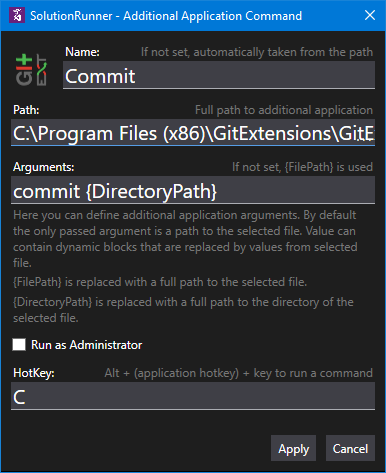 SolutionRunner - Additional Application Command
Name: If not set, automatically taken from the path
Git
EXT
Commit
Path: Full path to additional application
C:\Program Files (x86)\GitExtensions\GitE
Arguments: If not set, {FilePath} is used
commit {DirectoryPath}
Here you can define additional application arguments. By default
the only passed argument is a path to the selected file. Value can
contain dynamic blocks that are replaced by values from selected
file.
{FilePath} is replaced with a full path to the selected file.
{DirectoryPath} is replaced with a full path to the directory of the
selected file.
Run as Administrator
HotKey: Alt + (application hotkey) + key to run a command
C
Apply Cancel